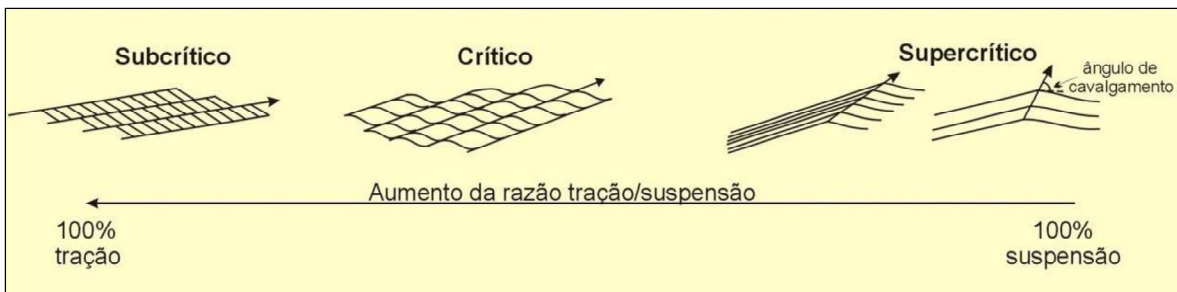 Subcrítico
Crítico
Supercrítico
ângulo de
cavalgamento
Aumento da razão tração/suspensão
100%
tração
100%
suspensão